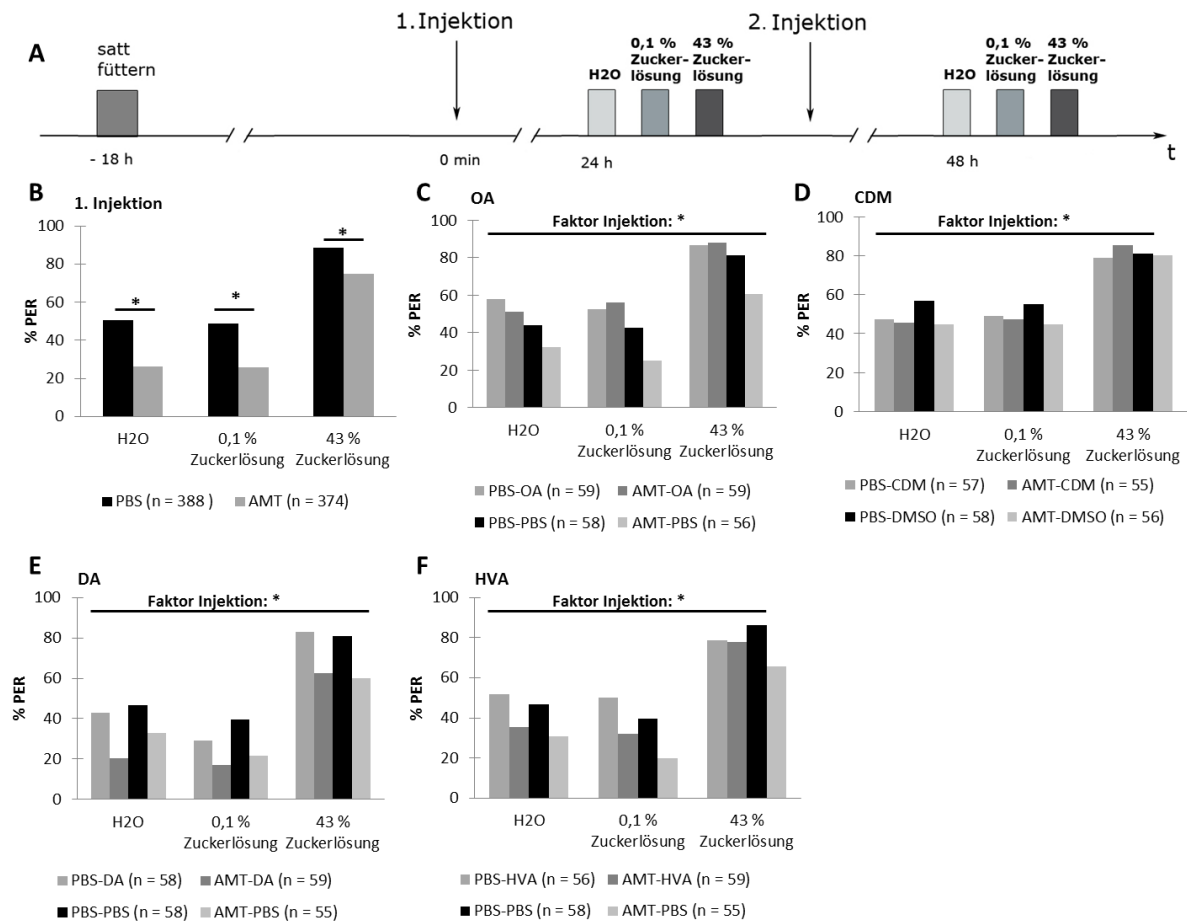 A
satt
füttern
1. Injektion
2. Injektion
H2O
0,1 %
Zucker-
lösung
43 %
Zucker-
lösung
H2O
0,1 %
Zucker-
lösung
43 %
Zucker-
lösung
- 18 h
0 min
24 h
48 h
t
B
1. Injektion
% PER
100
80
60
40
20
0
*
*
*
H2O
0,1 %
Zuckerlösung
43 %
Zuckerlösung
PBS (n = 388 )
AMT (n = 374)
C
OA
Faktor Injektion: *
% PER
100
80
60
40
20
0
H2O
0,1 %
Zuckerlösung
43 %
Zuckerlösung
PBS-OA (n = 59)
AMT-OA (n = 59)
PBS-PBS (n = 58)
AMT-PBS (n = 56)
D
CDM
Faktor Injektion: *
% PER
100
80
60
40
20
0
H2O
0,1 %
Zuckerlösung
43 %
Zuckerlösung
PBS-CDM (n = 57)
AMT-CDM (n = 55)
PBS-DMSO (n = 58)
AMT-DMSO (n = 56)
E
DA
Faktor Injektion: *
% PER
100
80
60
40
20
0
H2O
0,1 %
Zuckerlösung
43 %
Zuckerlösung
PBS-DA (n = 58)
AMT-DA (n = 59)
PBS-PBS (n = 58)
AMT-PBS (n = 55)
F
HVA
Faktor Injektion: *
% PER
100
80
60
40
20
0
H2O
0,1 %
Zuckerlösung
43 %
Zuckerlösung
PBS-HVA (n = 56)
AMT-HVA (n = 59)
PBS-PBS (n = 58)
AMT-PBS (n = 55)